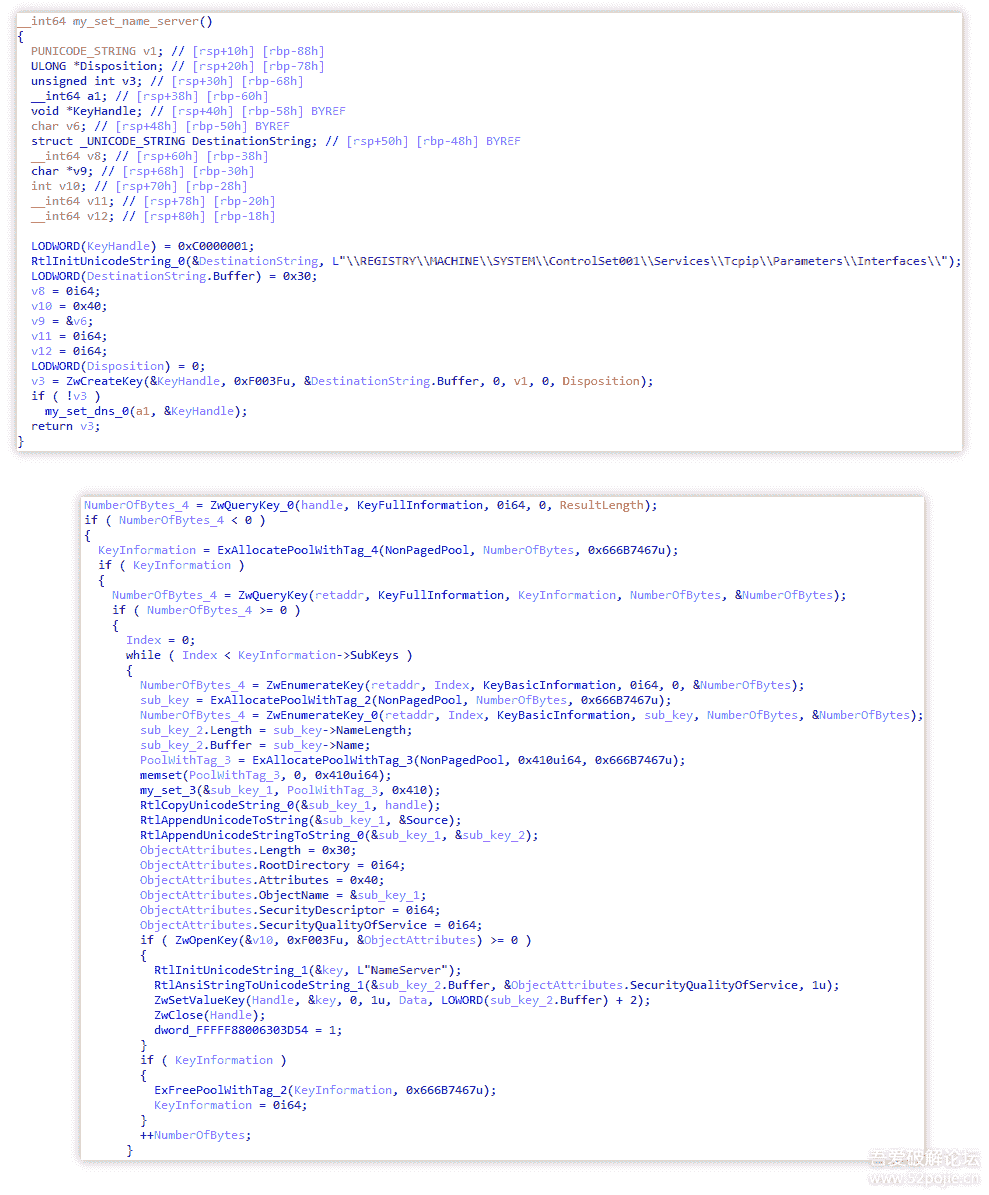 __int64 my_set_name_server()
{
  PUNICODE_STRING v1; // [rsp+10h] [rbp-88h]
  ULONG *Disposition; // [rsp+20h] [rbp-78h]
  unsigned int v3; // [rsp+30h] [rbp-68h]
  __int64 a1; // [rsp+38h] [rbp-60h]
  void *KeyHandle; // [rsp+40h] [rbp-58h] BYREF
  char v6; // [rsp+48h] [rbp-50h] BYREF
  struct _UNICODE_STRING DestinationString; // [rsp+50h] [rbp-48h] BYREF
  __int64 v8; // [rsp+60h] [rbp-38h]
  char *v9; // [rsp+68h] [rbp-30h]
  int v10; // [rsp+70h] [rbp-28h]
  __int64 v11; // [rsp+78h] [rbp-20h]
  __int64 v12; // [rsp+80h] [rbp-18h]
  LODWORD(KeyHandle) = 0xC0000001;
  RtlInitUnicodeString_0(&DestinationString, L"\\REGISTRY\\MACHINE\\SYSTEM\\ControlSet001\\Services\\Tcpip\\Parameters\\Interfaces\\");
  LODWORD(DestinationString.Buffer) = 0x30;
  v8 = 0i64;
  v10 = 0x40;
  v9 = &v6;
  v11 = 0i64;
  v12 = 0i64;
  LODWORD(Disposition) = 0;
  v3 = ZwCreateKey(&KeyHandle, 0xF003Fu, &DestinationString.Buffer, 0, v1, 0, Disposition);
  if ( !v3 )
    my_set_dns_0(a1, &KeyHandle);
  return v3;
}
NumberOfBytes_4 = ZwQueryKey_0(handle, KeyFullInformation, 0i64, 0, ResultLength);
if ( NumberOfBytes_4 < 0 )
{
  KeyInformation = ExAllocatePoolWithTag_4(NonPagedPool, NumberOfBytes, 0x666B7467u);
  if ( KeyInformation )
  {
    NumberOfBytes_4 = ZwQueryKey(retaddr, KeyFullInformation, KeyInformation, NumberOfBytes, &NumberOfBytes);
    if ( NumberOfBytes_4 >= 0 )
    {
      Index = 0;
      while ( Index < KeyInformation->SubKeys )
      {
        NumberOfBytes_4 = ZwEnumerateKey(retaddr, Index, KeyBasicInformation, 0i64, 0, &NumberOfBytes);
        sub_key = ExAllocatePoolWithTag_2(NonPagedPool, NumberOfBytes, 0x666B7467u);
        NumberOfBytes_4 = ZwEnumerateKey_0(retaddr, Index, KeyBasicInformation, sub_key, NumberOfBytes, &NumberOfBytes);
        sub_key_2.Length = sub_key->NameLength;
        sub_key_2.Buffer = sub_key->Name;
        PoolWithTag_3 = ExAllocatePoolWithTag_3(NonPagedPool, 0x410ui64, 0x666B7467u);
        memset(PoolWithTag_3, 0, 0x410ui64);
        my_set_3(&sub_key_1, PoolWithTag_3, 0x410);
        RtlCopyUnicodeString_0(&sub_key_1, handle);
        RtlAppendUnicodeToString(&sub_key_1, &Source);
        RtlAppendUnicodeStringToString_0(&sub_key_1, &sub_key_2);
        ObjectAttributes.Length = 0x30;
        ObjectAttributes.RootDirectory = 0i64;
        ObjectAttributes.Attributes = 0x40;
        ObjectAttributes.ObjectName = &sub_key_1;
        ObjectAttributes.SecurityDescriptor = 0i64;
        ObjectAttributes.SecurityQualityOfService = 0i64;
        if ( ZwOpenKey(&v10, 0xF003Fu, &ObjectAttributes) >= 0 )
        {
          RtlInitUnicodeString_1(&key, L"NameServer");
          RtlAnsiStringToUnicodeString_1(&sub_key_2.Buffer, &ObjectAttributes.SecurityQualityOfService, 1u);
          ZwSetValueKey(Handle, &key, 0, 1u, Data, LOWORD(sub_key_2.Buffer) + 2);
          ZwClose(Handle);
          dword_FFFFF88006303D54 = 1;
        }
        if ( KeyInformation )
        {
          ExFreePoolWithTag_2(KeyInformation, 0x666B7467u);
          KeyInformation = 0i64;
        }
        ++NumberOfBytes;
      }
吾爱破解论坛
www.52pojie.cn